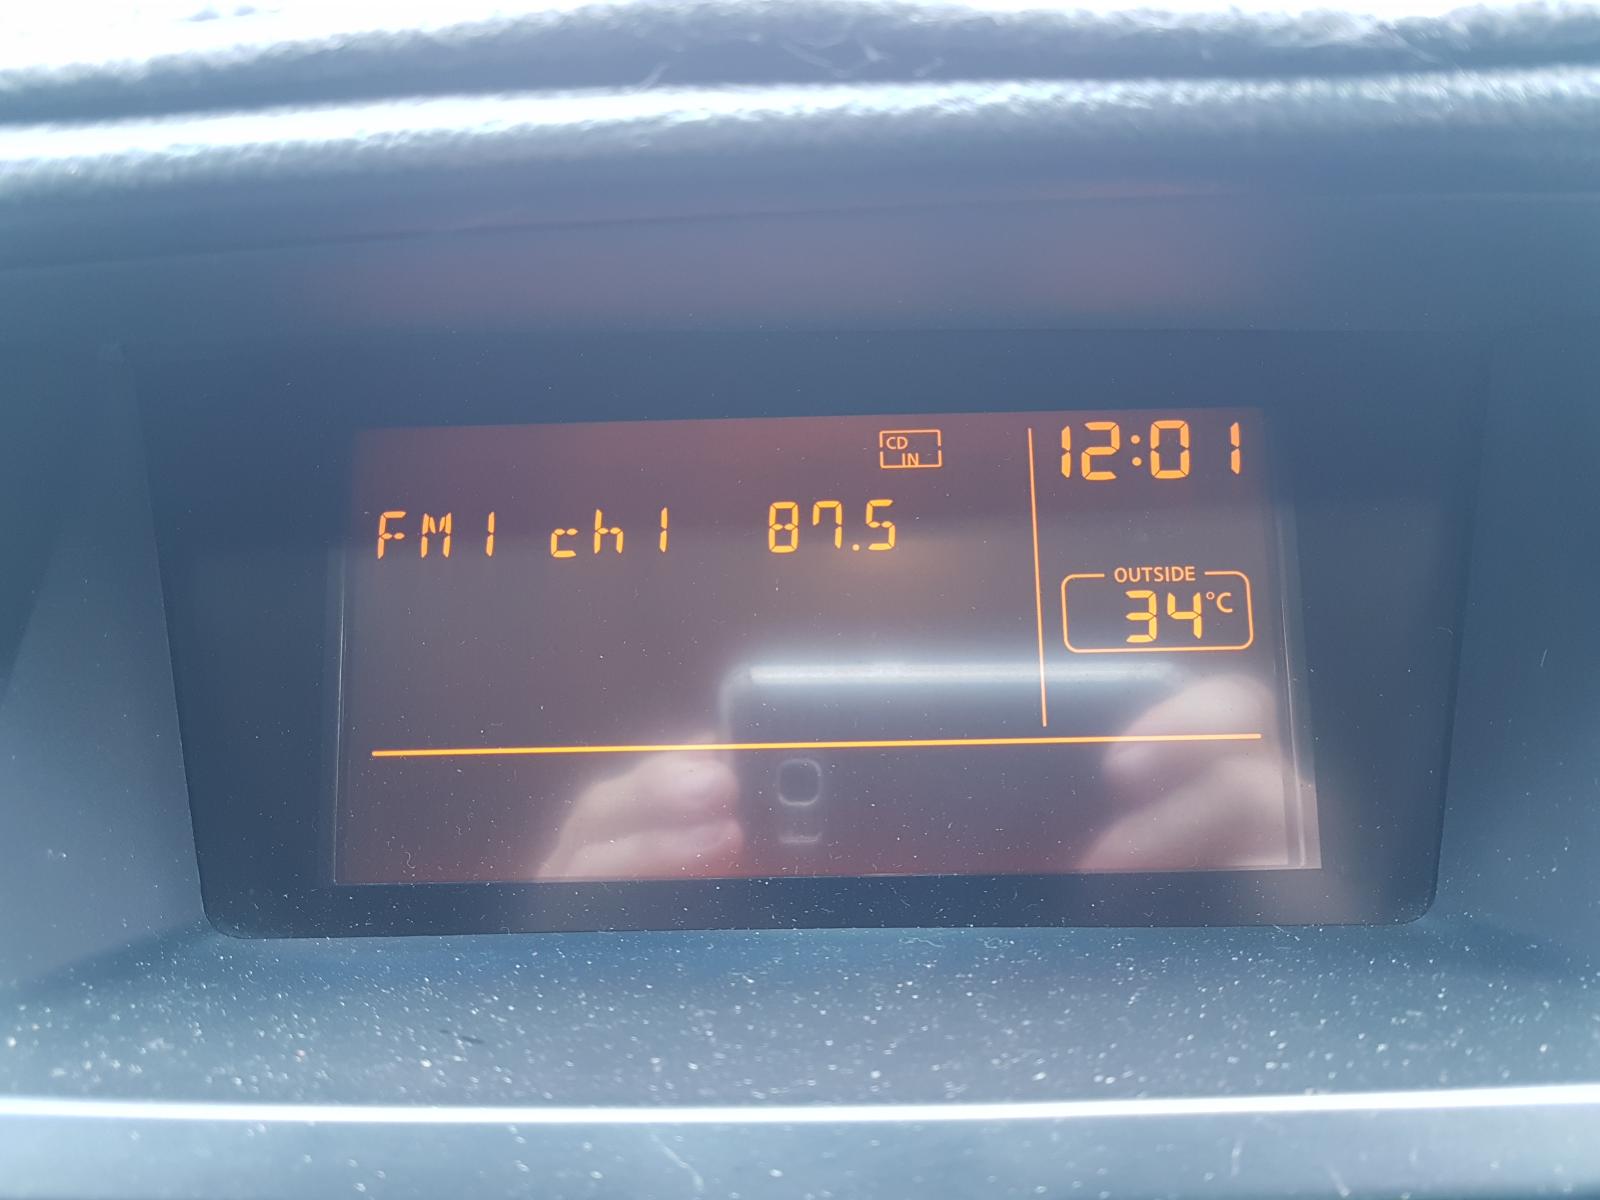 CD IN
12:01
FM1 ch1 87.5
OUTSIDE
34°C